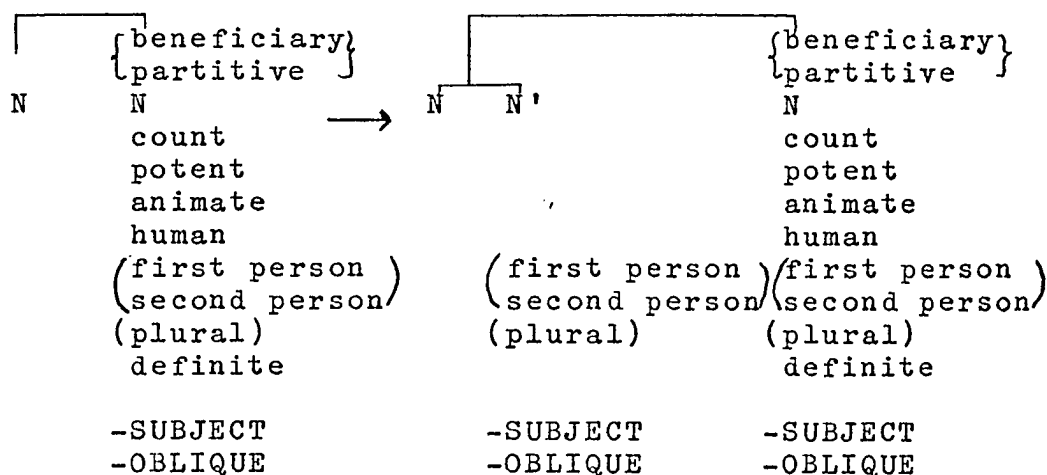 {beneficiary} {beneficiary}
{partitive} {partitive}
N N → N N' N
count count
potent potent
animate animate
human human
(first person) (first person) (first person)
(second person) (second person) (second person)
(plural) (plural) (plural)
definite definite
-SUBJECT -SUBJECT -SUBJECT
-OBLIQUE -OBLIQUE -OBLIQUE